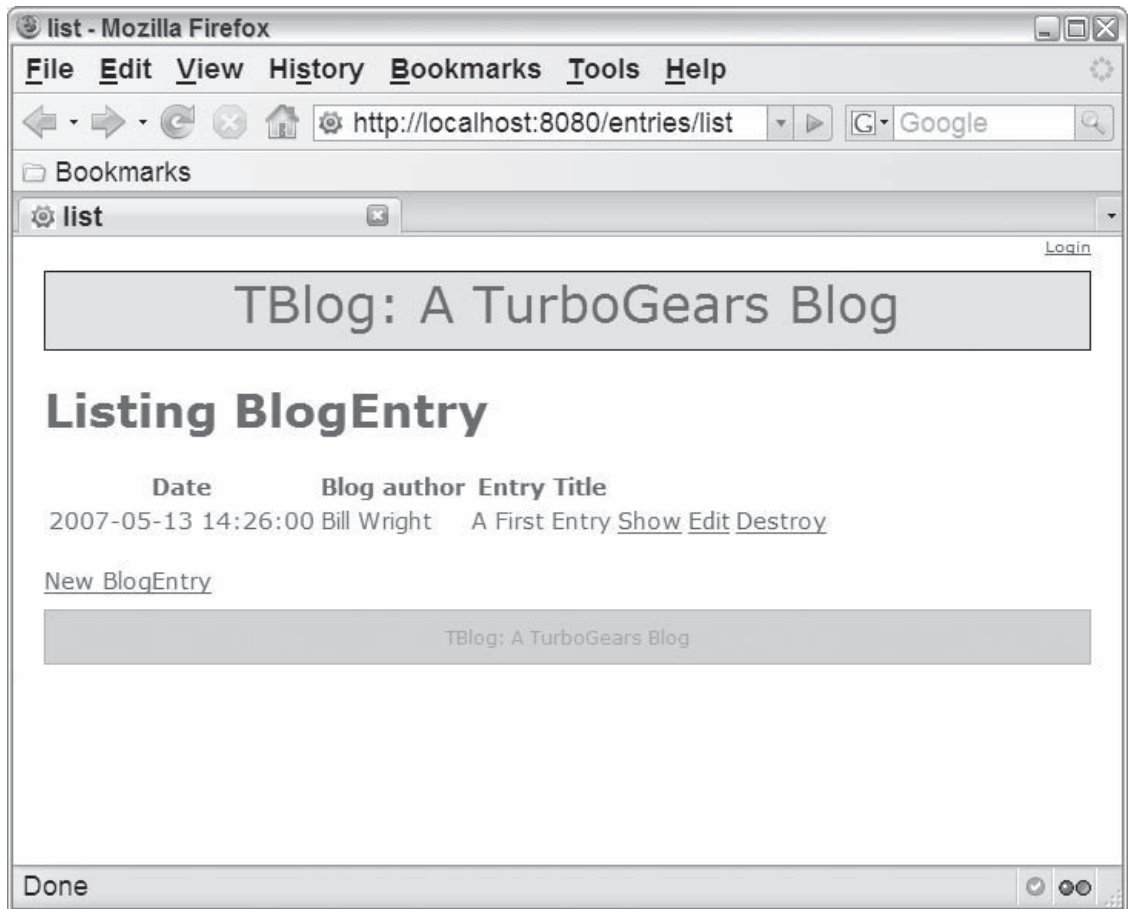 list - Mozilla Firefox
File Edit View History Bookmarks Tools Help
http://localhost:8080/entries/list G Google
Bookmarks
list
Login
TBlog: A TurboGears Blog
Listing BlogEntry
Date Blog author Entry Title
2007-05-13 14:26:00 Bill Wright A First Entry Show Edit Destroy
New BlogEntry
TBlog: A TurboGears Blog
Done